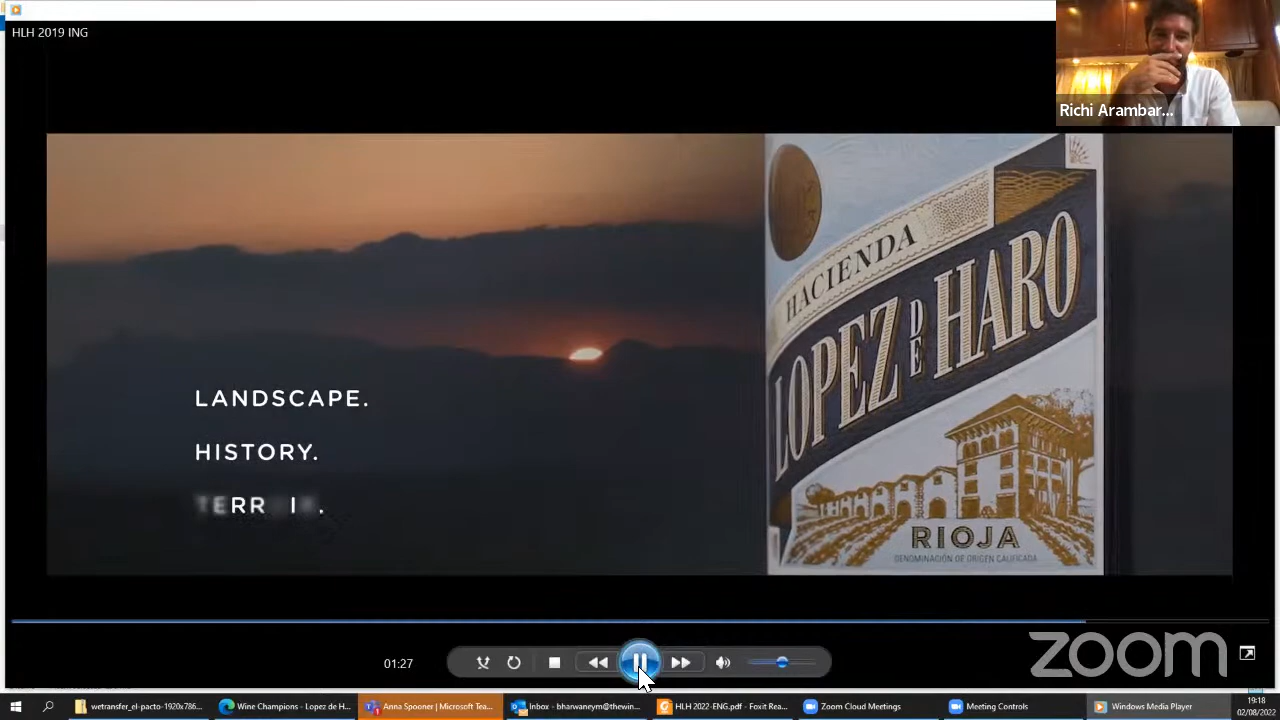 HLH 2019 ING
Richi Arambar...
HACIENDA
LOPEZ DE HARO
LANDSCAPE.
HISTORY.
TERR I .
RIOJA
DENOMINACIÓN DE ORIGEN CALIFICADA
01:27
zoom
wetransfer_el-pacto-1920x786...
Wine Champions - Lopez de H...
Anna Spooner | Microsoft Tea...
Inbox - bharwaneym@thewin...
HLH 2022-ENG.pdf - Foxit Rea...
Zoom Cloud Meetings
Meeting Controls
Windows Media Player
19:18
02/08/2022